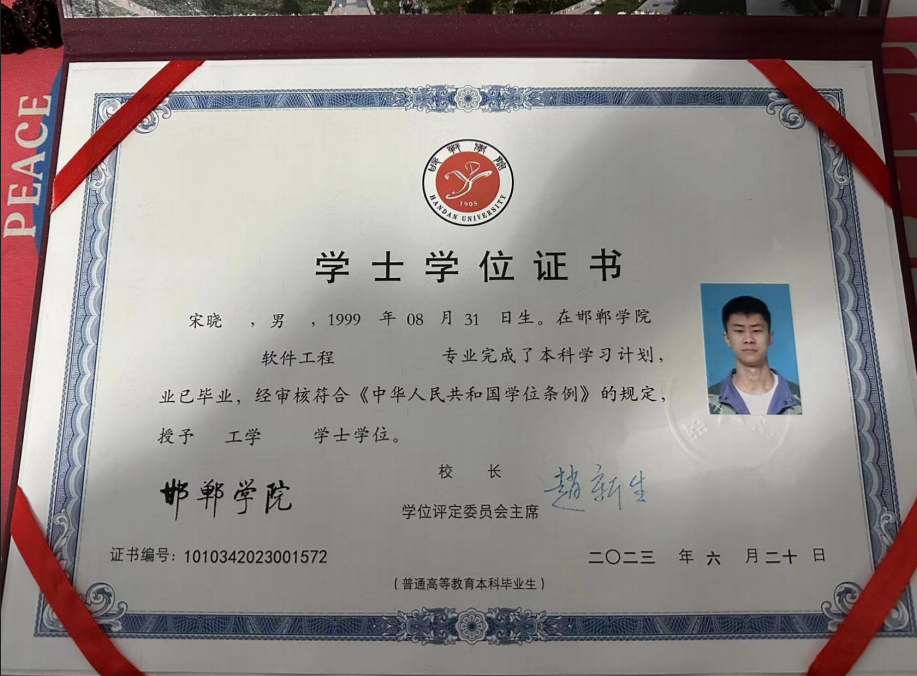 PEACE
邯郸学院
1905
HANDAN UNIVERSITY
学士学位证书
宋晓 ，男 ，1999 年 08 月 31 日生。在邯郸学院
软件工程 专业完成了本科学习计划，
业已毕业，经审核符合《中华人民共和国学位条例》的规定，
授予 工学 学士学位。
邯郸学院
校 长 赵新生
学位评定委员会主席
证书编号：1010342023001572
二〇二三 年 六 月 二十 日
（普通高等教育本科毕业生）